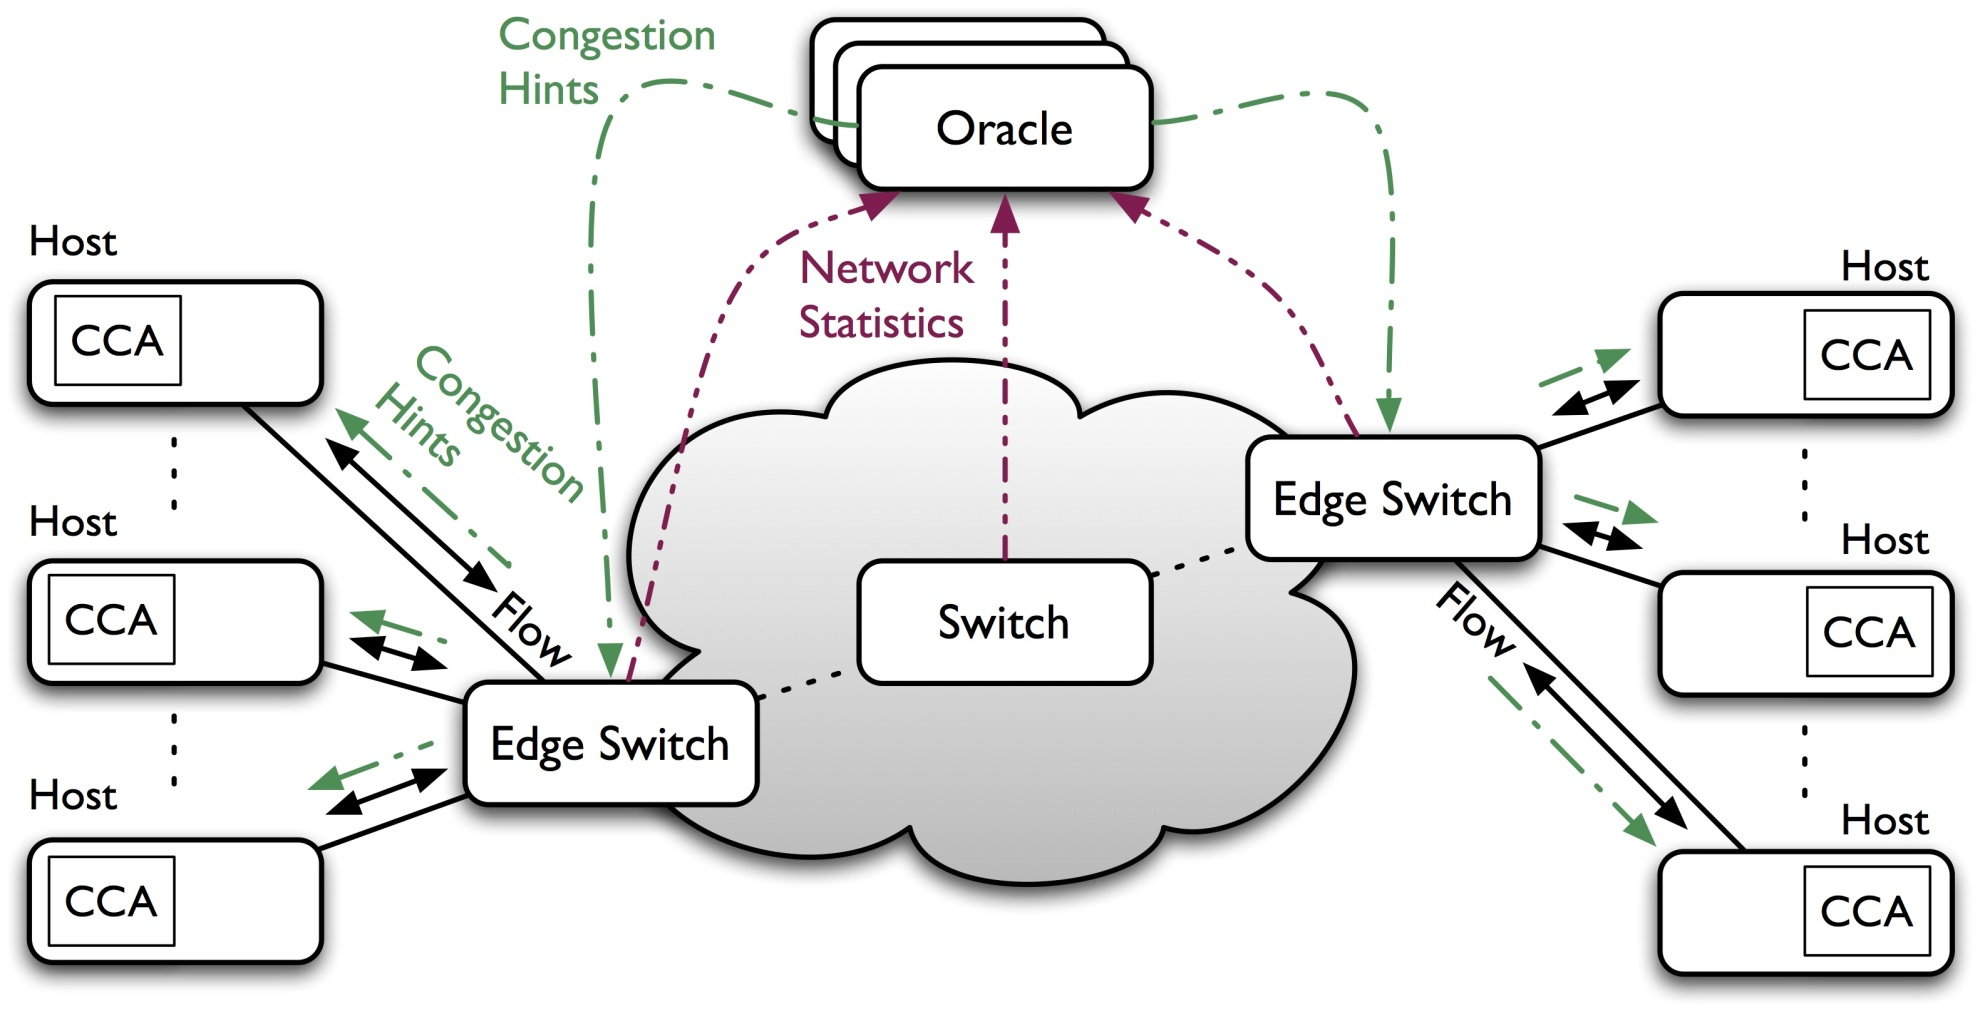 Congestion
Hints
Oracle
Host
CCA
Network
Statistics
Host
CCA
Congestion
Hints
Host
CCA
Edge Switch
Host
CCA
Flow
Switch
Flow
Edge Switch
Host
CCA
Host
CCA